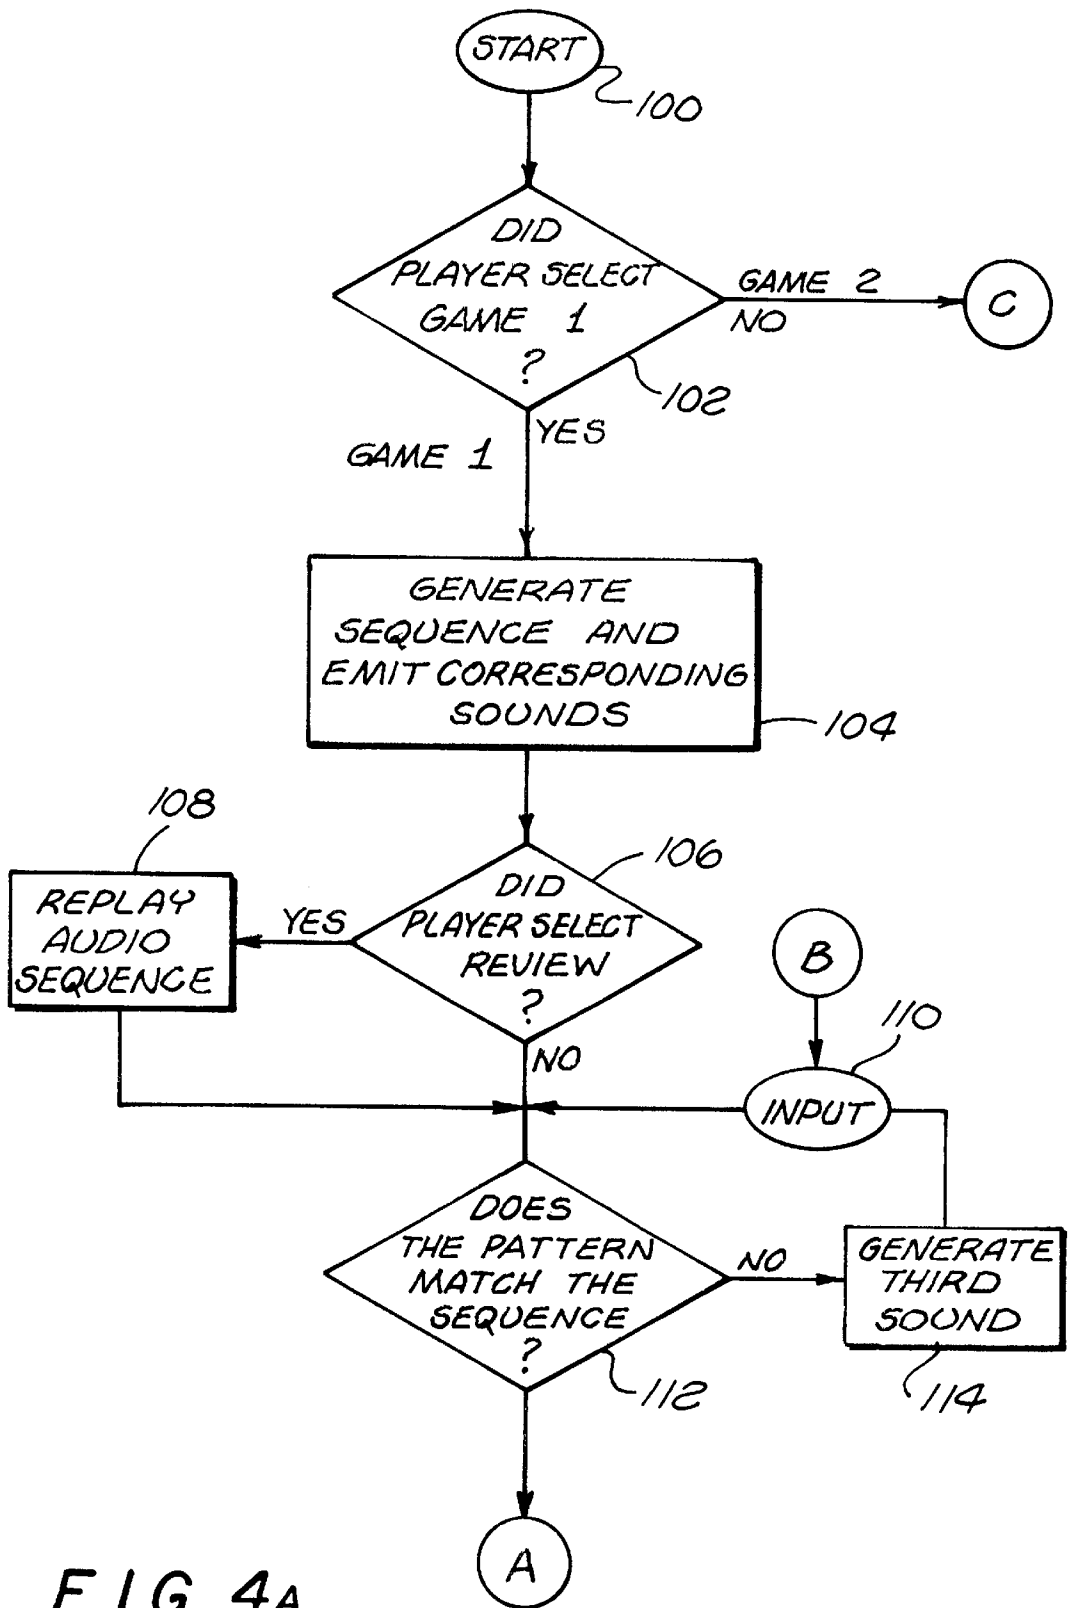 START
100
DID
PLAYER SELECT
GAME 1
?
GAME 2
NO
C
102
YES
GAME 1
GENERATE
SEQUENCE AND
EMIT CORRESPONDING
SOUNDS
104
108
106
REPLAY
AUDIO
SEQUENCE
YES
DID
PLAYER SELECT
REVIEW
?
B
NO
110
INPUT
DOES
THE PATTERN
MATCH THE
SEQUENCE
?
NO
GENERATE
THIRD
SOUND
112
114
A
FIG 4A